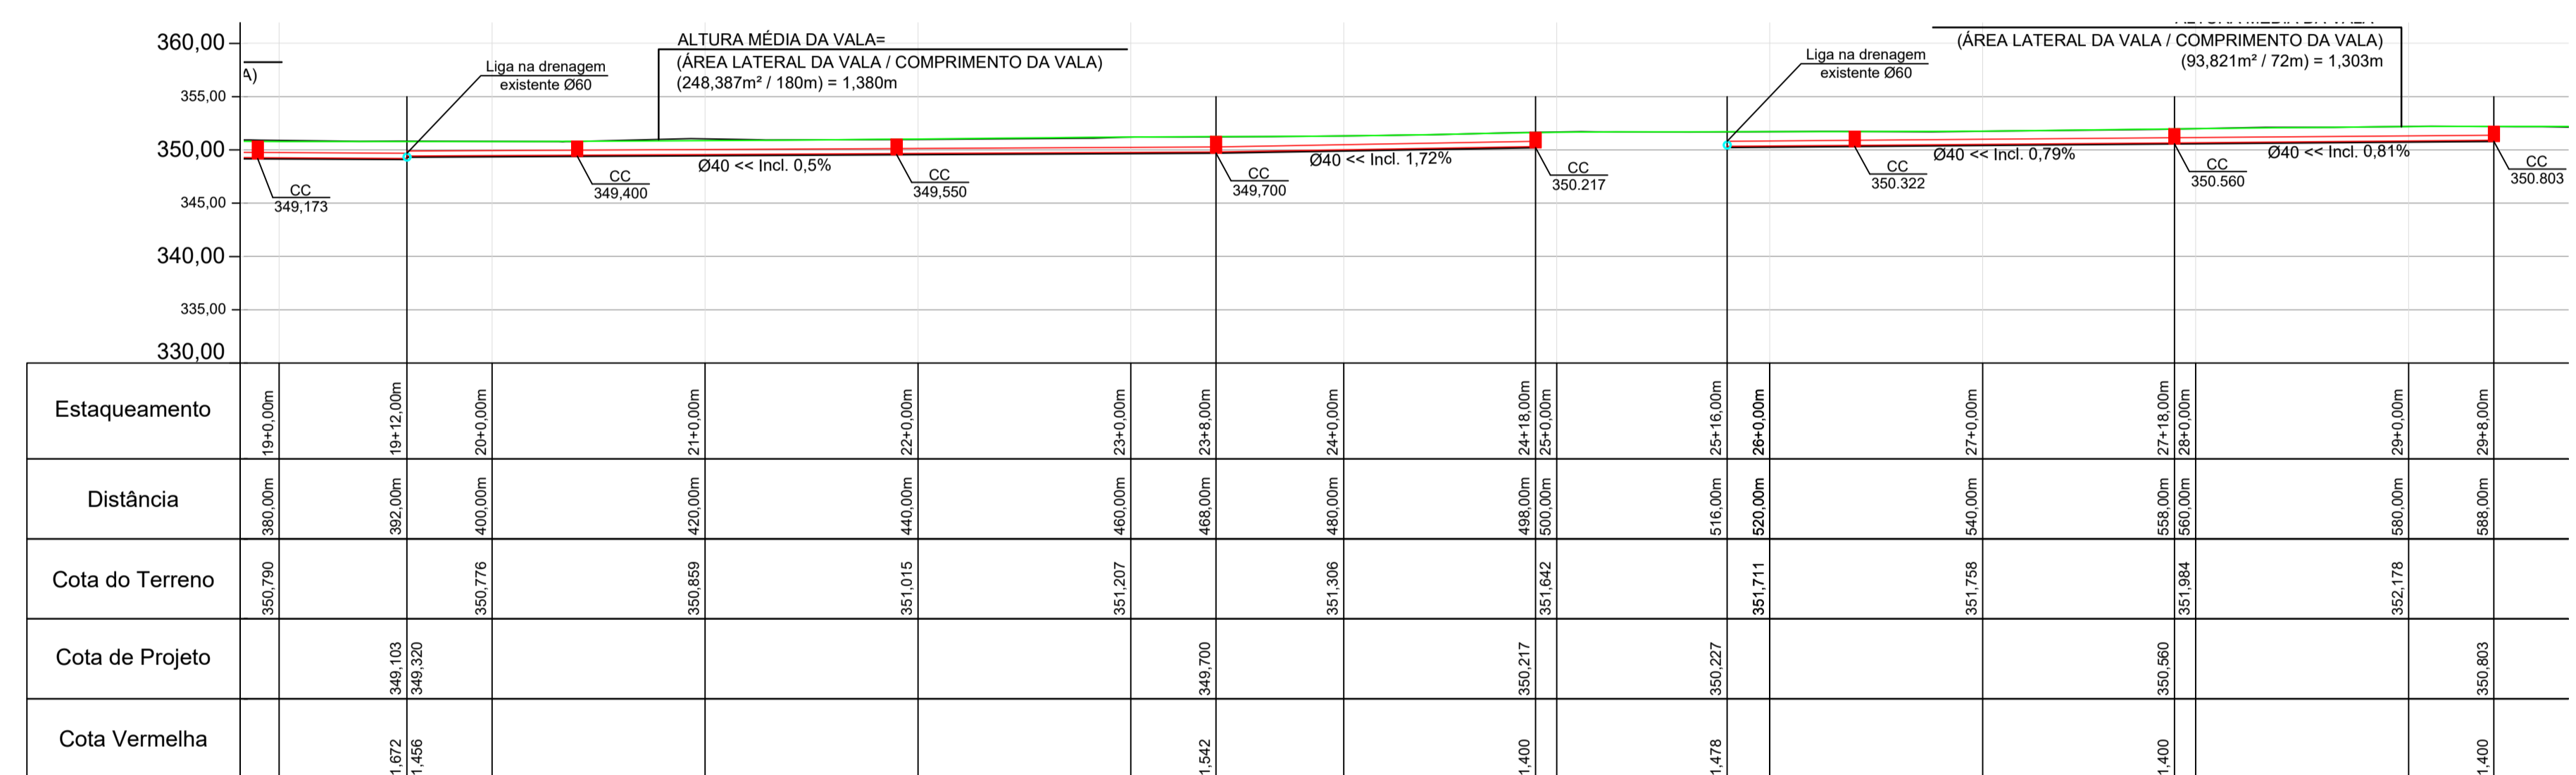 360,00
355,00
350,00
345,00
340,00
335,00
330,00
A)
Liga na drenagem
existente Ø60
ALTURA MÉDIA DA VALA=
(ÁREA LATERAL DA VALA / COMPRIMENTO DA VALA)
(248,387m² / 180m) = 1,380m
Liga na drenagem
existente Ø60
(ÁREA LATERAL DA VALA / COMPRIMENTO DA VALA)
(93,821m² / 72m) = 1,303m
CC
349,173
CC
349,400
Ø40 << Incl. 0,5%
CC
349,550
CC
349,700
Ø40 << Incl. 1,72%
CC
350.217
CC
350.322
Ø40 << Incl. 0,79%
CC
350.560
Ø40 << Incl. 0,81%
CC
350.803
Estaqueamento
19+0,00m
19+12,00m
20+0,00m
21+0,00m
22+0,00m
23+0,00m
23+8,00m
24+0,00m
24+18,00m
25+0,00m
25+16,00m
26+0,00m
27+0,00m
27+18,00m
28+0,00m
29+0,00m
29+8,00m
Distância
380,00m
392,00m
400,00m
420,00m
440,00m
460,00m
468,00m
480,00m
498,00m
500,00m
516,00m
520,00m
540,00m
558,00m
560,00m
580,00m
588,00m
Cota do Terreno
350,790
350,776
350,859
351,015
351,207
351,306
351,642
351,711
351,758
351,984
352,178
Cota de Projeto
349,103
349,320
349,700
350,217
350,227
350,560
350,803
Cota Vermelha
1,672
1,456
1,542
1,400
1,478
1,400
1,400